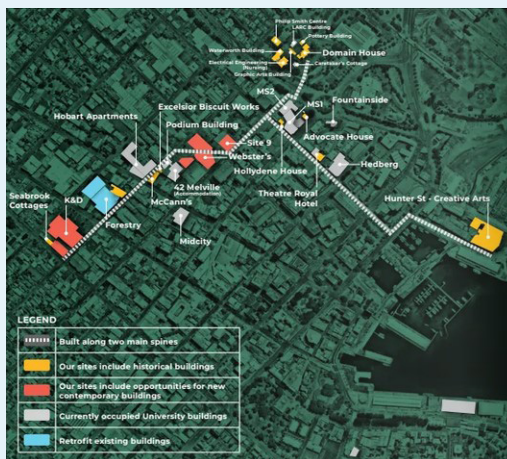 Philip Smith Centre
LARC Building
Pottery Building
Waterworth Building
Domain House
Electrical Engineering
(Nursing)
Caretaker's Cottage
Graphic Arts Building
MS2
Fountainside
Excelsior Biscuit Works
MS1
Hobart Apartments
Podium Building
Advocate House
Site 9
Webster's
Hedberg
Hollydene House
42 Melville
(Accommodation)
Seabrook
Cottages
K&D
McCann's
Theatre Royal
Hotel
Hunter St - Creative Arts
Forestry
Midcity
LEGEND
Built along two main spines
Our sites include historical buildings
Our sites include opportunities for new
contemporary buildings
Currently occupied University buildings
Retrofit existing buildings